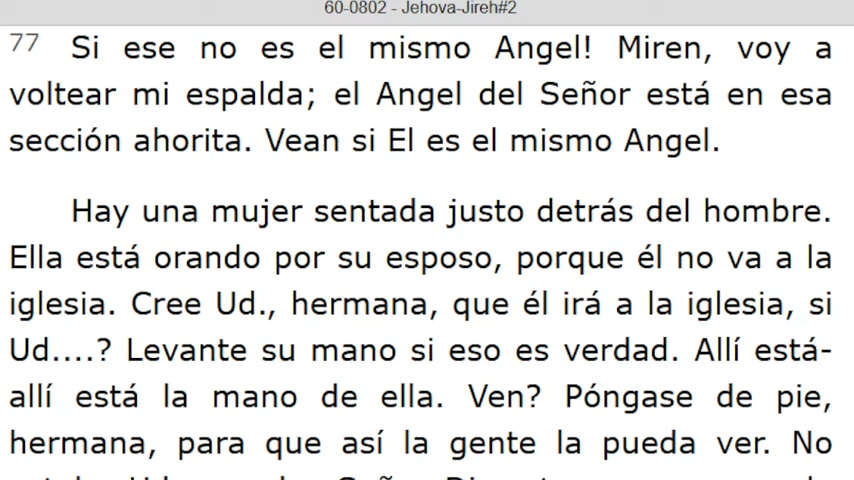 60-0802 - Jehova-Jireh#2
77 Si ese no es el mismo Angel! Miren, voy a
voltear mi espalda; el Angel del Señor está en esa
sección ahorita. Vean si El es el mismo Angel.
Hay una mujer sentada justo detrás del hombre.
Ella está orando por su esposo, porque él no va a la
iglesia. Cree Ud., hermana, que él irá a la iglesia, si
Ud....? Levante su mano si eso es verdad. Allí está-
allí está la mano de ella. Ven? Póngase de pie,
hermana, para que así la gente la pueda ver. No